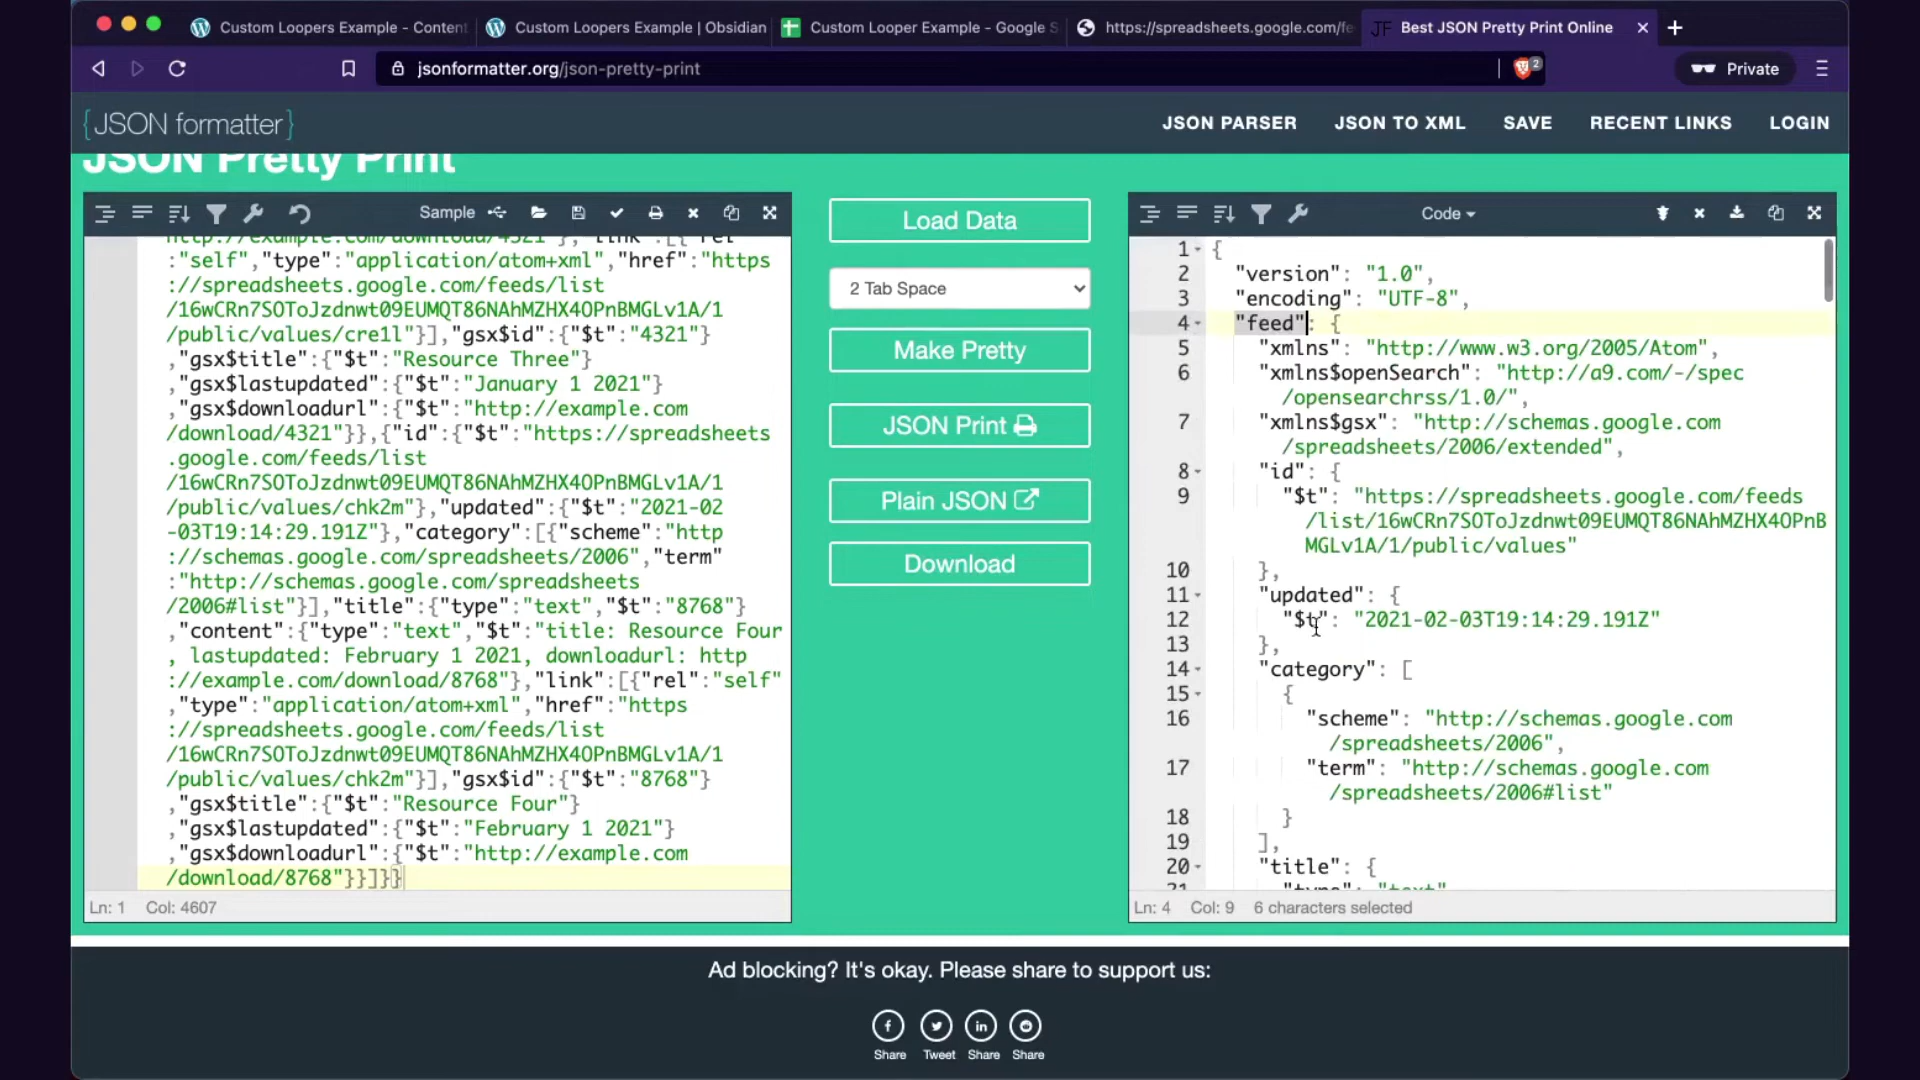 Custom Loopers Example - Content
Custom Loopers Example | Obsidian
Custom Looper Example - Google S
https://spreadsheets.google.com/fe
JF Best JSON Pretty Print Online
jsonformatter.org/json-pretty-print
2
Private
{JSON formatter}
JSON PARSER
JSON TO XML
SAVE
RECENT LINKS
LOGIN
JSON Pretty Print
Sample
http://example.com/download/4321"},"link":[{"rel"
:"self","type":"application/atom+xml","href":"https
://spreadsheets.google.com/feeds/list
/16wCRn7SOToJzdnwt09EUMQT86NAhMZHX4OPnBMGLv1A/1
/public/values/cre1l"}],"gsx$id":{"$t":"4321"}
,"gsx$title":{"$t":"Resource Three"}
,"gsx$lastupdated":{"$t":"January 1 2021"}
,"gsx$downloadurl":{"$t":"http://example.com
/download/4321"}},{"id":{"$t":"https://spreadsheets
.google.com/feeds/list
/16wCRn7SOToJzdnwt09EUMQT86NAhMZHX4OPnBMGLv1A/1
/public/values/chk2m"},"updated":{"$t":"2021-02
-03T19:14:29.191Z"},"category":[{"scheme":"http
://schemas.google.com/spreadsheets/2006","term"
:"http://schemas.google.com/spreadsheets
/2006#list"}],"title":{"type":"text","$t":"8768"}
,"content":{"type":"text","$t":"title: Resource Four
, lastupdated: February 1 2021, downloadurl: http
://example.com/download/8768"},"link":[{"rel":"self"
,"type":"application/atom+xml","href":"https
://spreadsheets.google.com/feeds/list
/16wCRn7SOToJzdnwt09EUMQT86NAhMZHX4OPnBMGLv1A/1
/public/values/chk2m"}],"gsx$id":{"$t":"8768"}
,"gsx$title":{"$t":"Resource Four"}
,"gsx$lastupdated":{"$t":"February 1 2021"}
,"gsx$downloadurl":{"$t":"http://example.com
/download/8768"}}]}}
Ln: 1 Col: 4607
Load Data
2 Tab Space
Make Pretty
JSON Print
Plain JSON
Download
Code
1 {
2 "version": "1.0",
3 "encoding": "UTF-8",
4 "feed": {
5 "xmlns": "http://www.w3.org/2005/Atom",
6 "xmlns$openSearch": "http://a9.com/-/spec
/opensearchrss/1.0/",
7 "xmlns$gsx": "http://schemas.google.com
/spreadsheets/2006/extended",
8 "id": {
9 "$t": "https://spreadsheets.google.com/feeds
/list/16wCRn7SOToJzdnwt09EUMQT86NAhMZHX4OPnB
MGLv1A/1/public/values"
10 },
11 "updated": {
12 "$t": "2021-02-03T19:14:29.191Z"
13 },
14 "category": [
15 {
16 "scheme": "http://schemas.google.com
/spreadsheets/2006",
17 "term": "http://schemas.google.com
/spreadsheets/2006#list"
18 }
19 ],
20 "title": {
21 "type": "text"
Ln: 4 Col: 9 6 characters selected
Ad blocking? It's okay. Please share to support us:
Share
Tweet
Share
Share